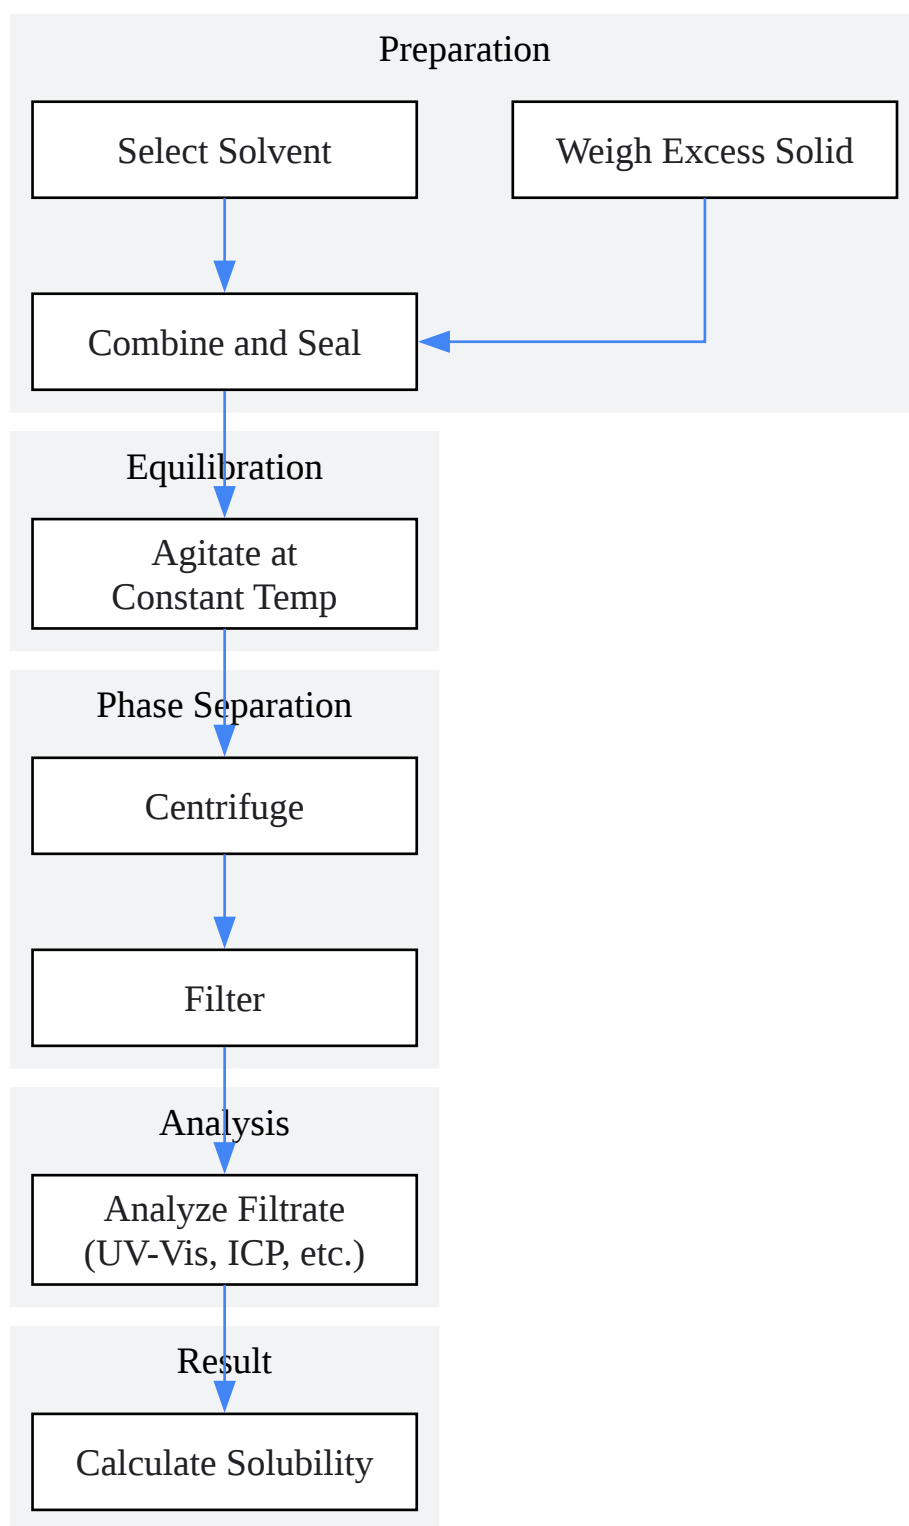 Preparation
Select Solvent
Weigh Excess Solid
Combine and Seal
Equilibration
Agitate at
Constant Temp
Phase Separation
Centrifuge
Filter
Analysis
Analyze Filtrate
(UV-Vis, ICP, etc.)
Result
Calculate Solubility